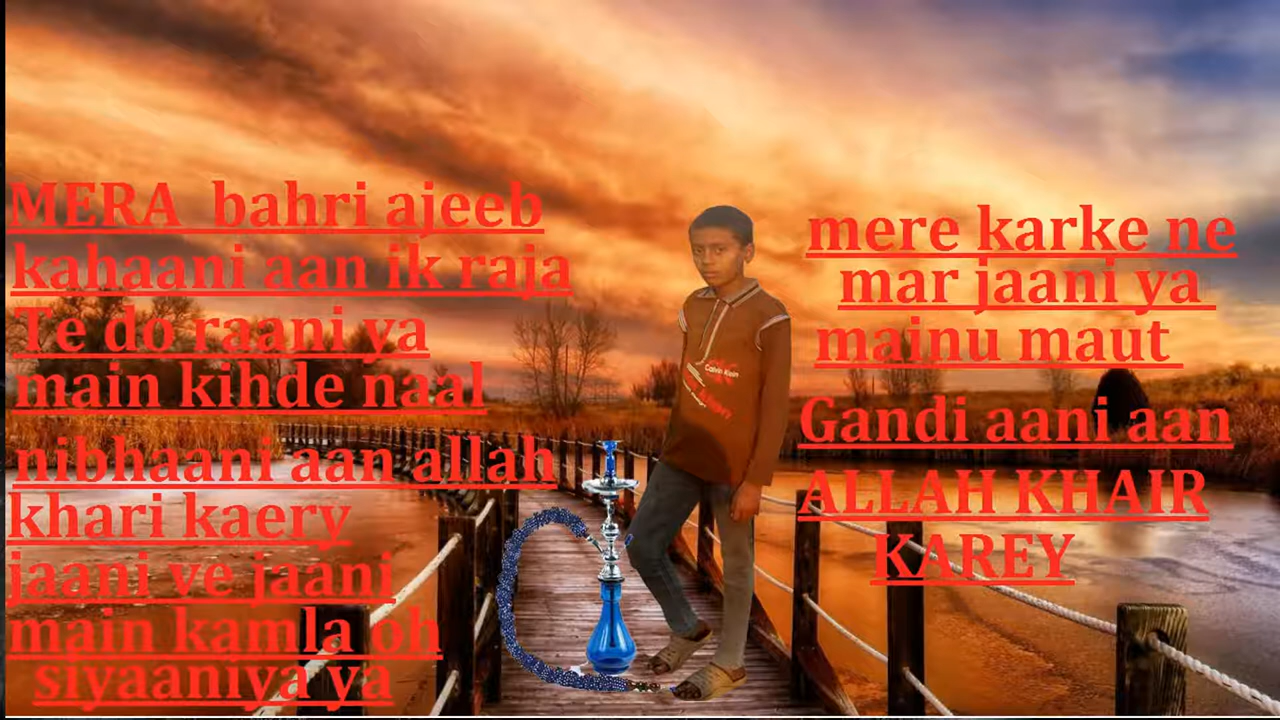 MERA bahri ajeeb
kahaani aan ik raja
Te do raani ya
main kihde naal
nibhaani aan allah
khari kaery
jaani ve jaani
main kamla oh
siyaaniya ya
mere karke ne
mar jaani ya
mainu maut
Gandi aani aan
ALLAH KHAIR
KAREY
Calvin Klein